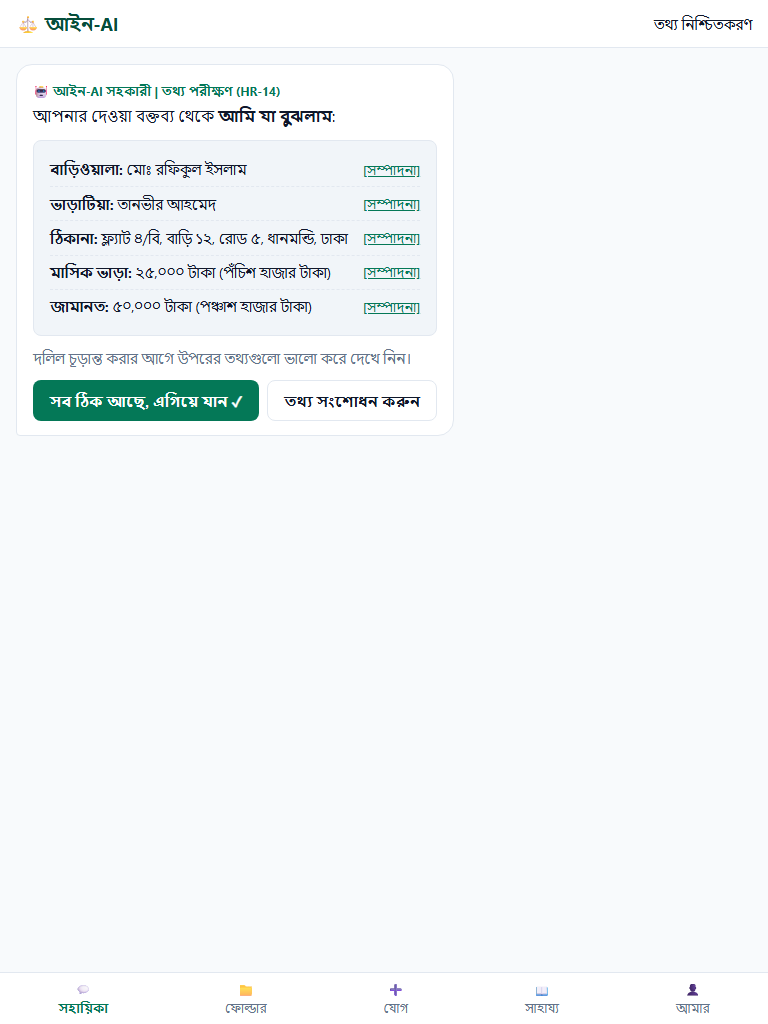 আইন-AI
তথ্য নিশ্চিতকরণ
আইন-AI সহকারী | তথ্য পরীক্ষণ (HR-14)
আপনার দেওয়া বক্তব্য থেকে আমি যা বুঝলাম:
বাড়িওয়ালা: মোঃ রফিকুল ইসলাম [সম্পাদনা]
ভাড়াটিয়া: তানভীর আহমেদ [সম্পাদনা]
ঠিকানা: ফ্ল্যাট ৪/বি, বাড়ি ১২, রোড ৫, ধানমন্ডি, ঢাকা [সম্পাদনা]
মাসিক ভাড়া: ২৫,০০০ টাকা (পঁচিশ হাজার টাকা) [সম্পাদনা]
জামানত: ৫০,০০০ টাকা (পঞ্চাশ হাজার টাকা) [সম্পাদনা]
দলিল চূড়ান্ত করার আগে উপরের তথ্যগুলো ভালো করে দেখে নিন।
সব ঠিক আছে, এগিয়ে যান ✓
তথ্য সংশোধন করুন
সহায়িকা
ফোল্ডার
যোগ
সাহায্য
আমার